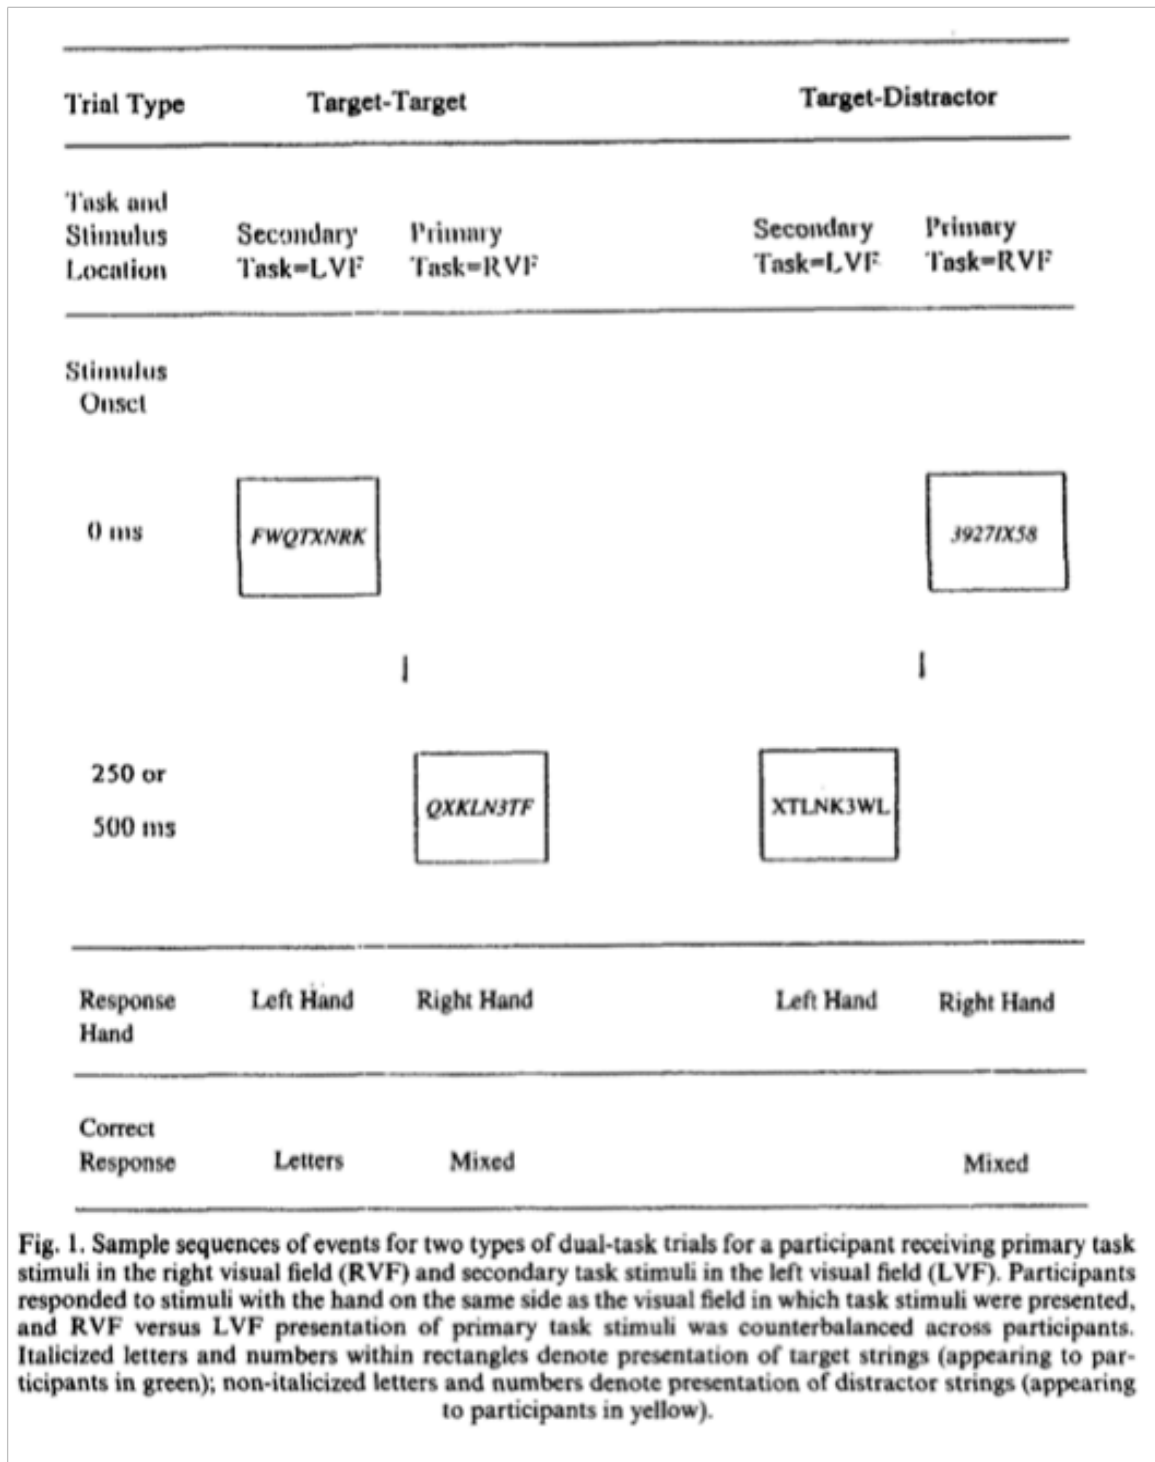 Trial Type Target-Target Target-Distractor
Task and
Stimulus Secondary Primary Secondary Primary
Location Task=LVF Task=RVF Task=LVF Task=RVF
Stimulus
Onset
0 ms FWQTXNRK 3927IX58
250 or
QXKLN3TF XTLNK3WL
500 ms
Response Left Hand Right Hand Left Hand Right Hand
Hand
Correct
Response Letters Mixed Mixed
Fig. 1. Sample sequences of events for two types of dual-task trials for a participant receiving primary task
stimuli in the right visual field (RVF) and secondary task stimuli in the left visual field (LVF). Participants
responded to stimuli with the hand on the same side as the visual field in which task stimuli were presented,
and RVF versus LVF presentation of primary task stimuli was counterbalanced across participants.
Italicized letters and numbers within rectangles denote presentation of target strings (appearing to par-
ticipants in green); non-italicized letters and numbers denote presentation of distractor strings (appearing
to participants in yellow).